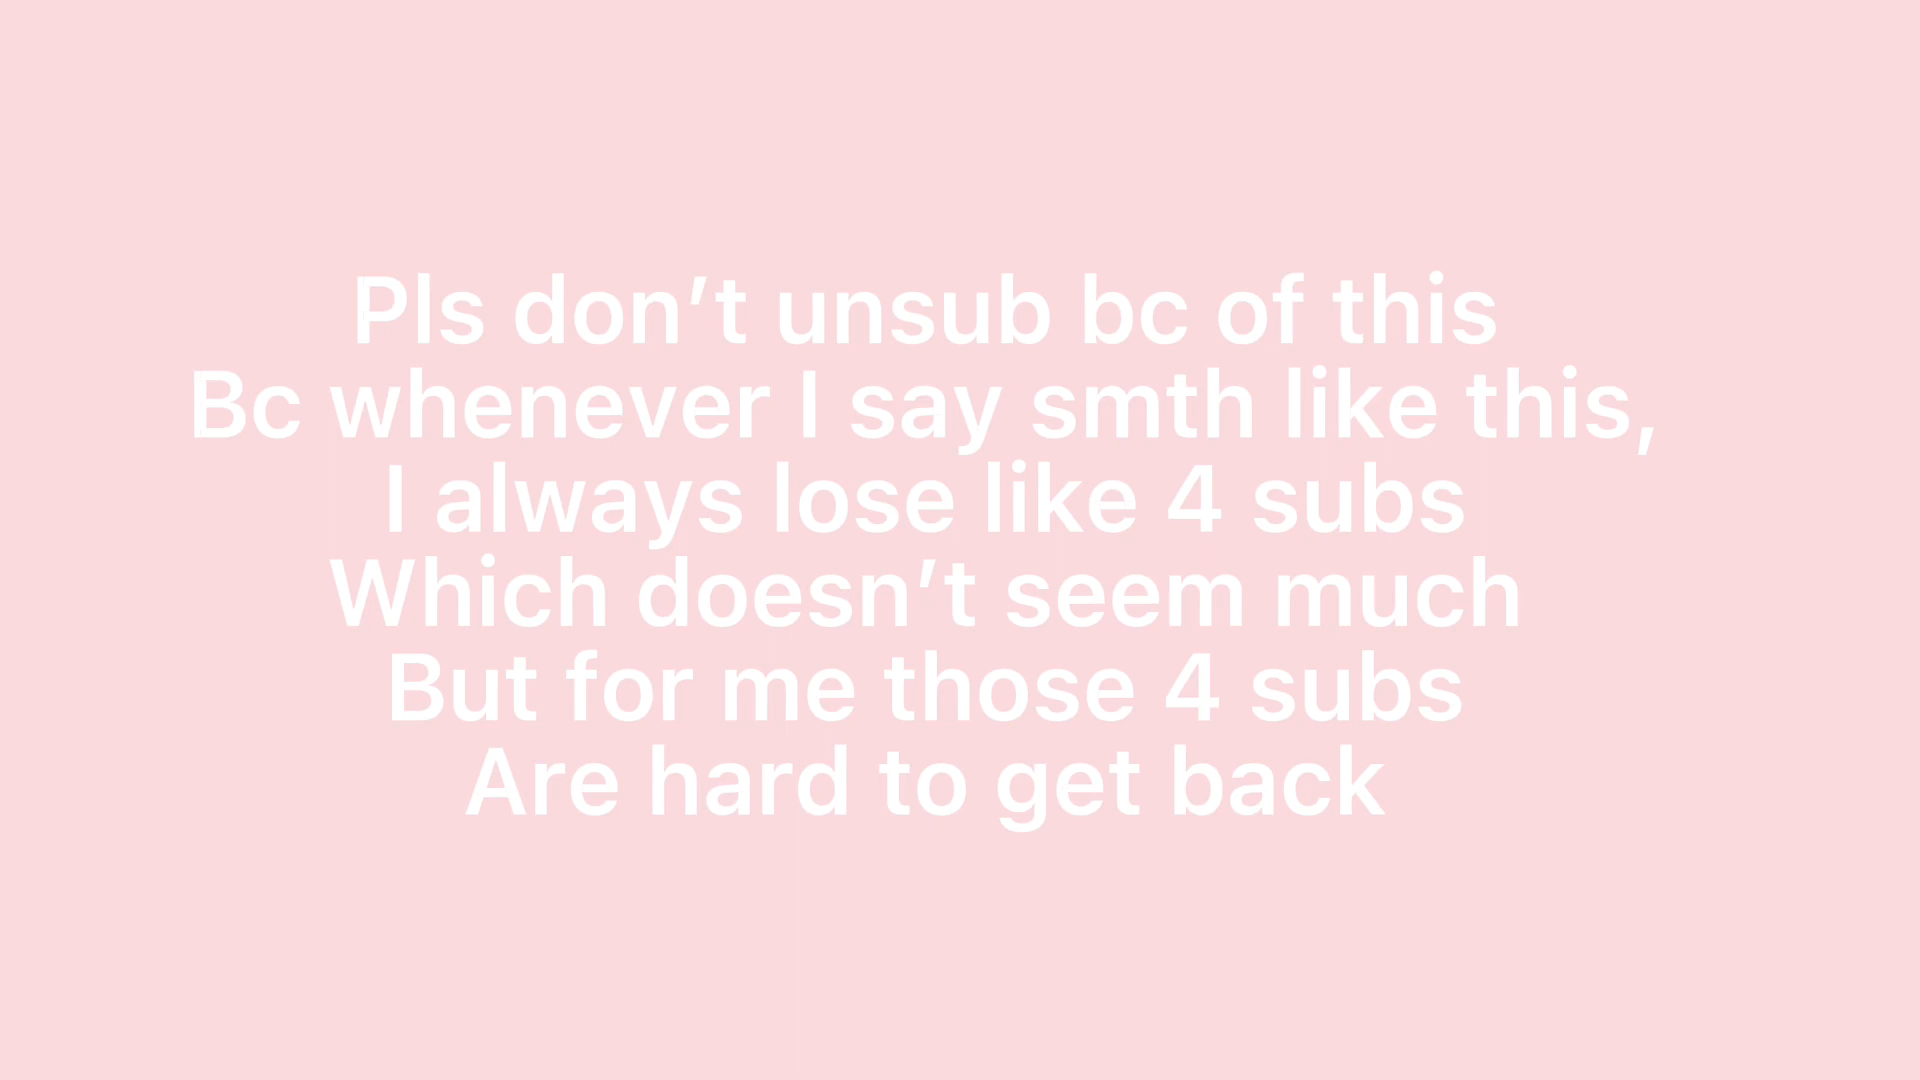 Pls don’t unsub bc of this
Bc whenever I say smth like this,
I always lose like 4 subs
Which doesn’t seem much
But for me those 4 subs
Are hard to get back